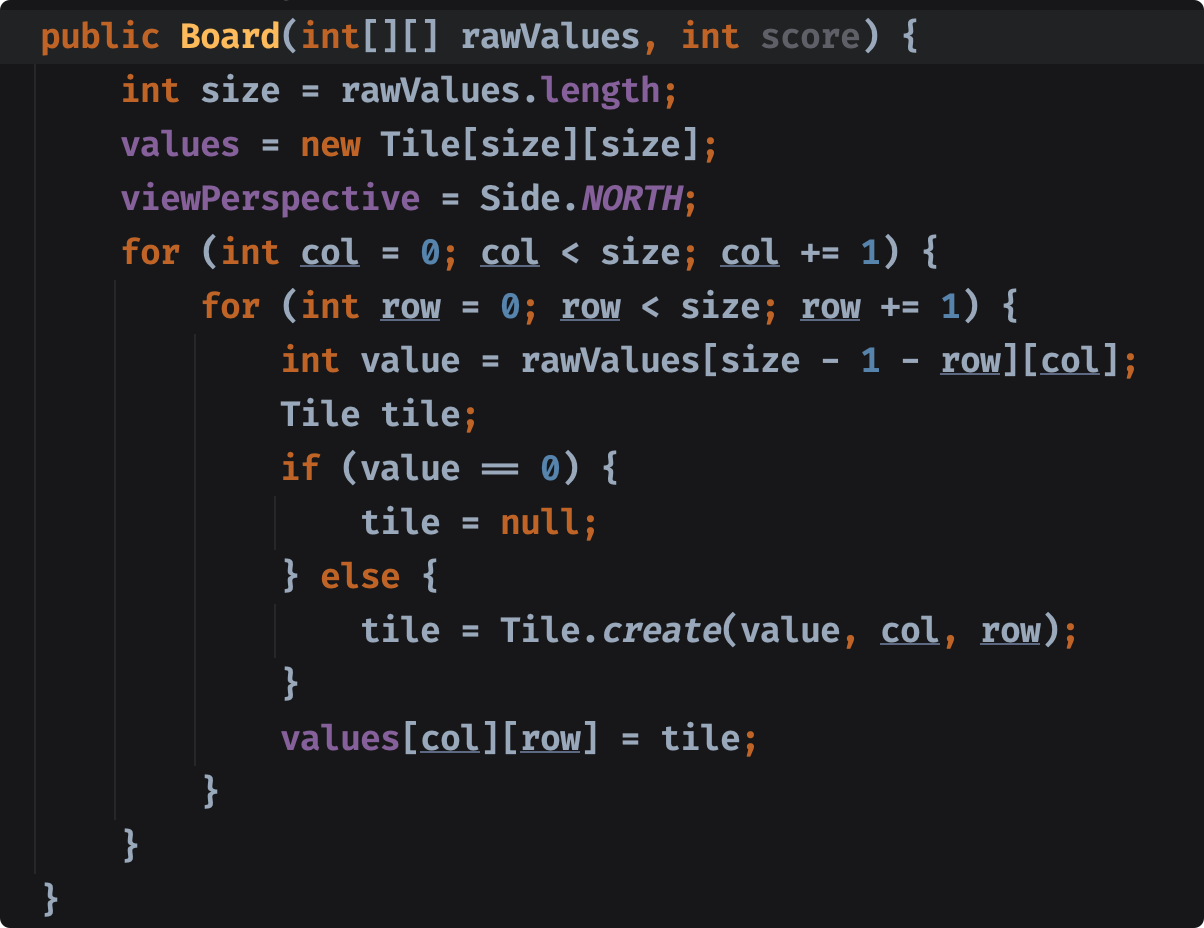 public Board(int[][] rawValues, int score) {
    int size = rawValues.length;
    values = new Tile[size][size];
    viewPerspective = Side.NORTH;
    for (int col = 0; col < size; col += 1) {
        for (int row = 0; row < size; row += 1) {
            int value = rawValues[size - 1 - row][col];
            Tile tile;
            if (value == 0) {
                tile = null;
            } else {
                tile = Tile.create(value, col, row);
            }
            values[col][row] = tile;
        }
    }
}